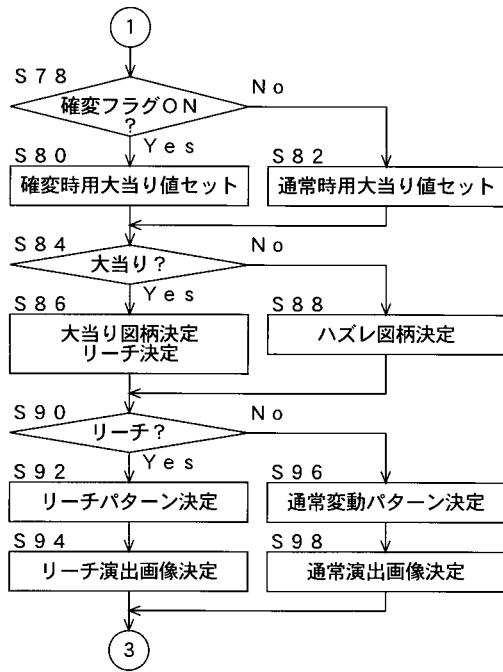 1
S78
確変フラグON
?
No
Yes
S80
確変時用大当り値セット
S82
通常時用大当り値セット
S84
大当り?
No
Yes
S86
大当り図柄決定
リーチ決定
S88
ハズレ図柄決定
S90
リーチ?
No
Yes
S92
リーチパターン決定
S96
通常変動パターン決定
S94
リーチ演出画像決定
S98
通常演出画像決定
3